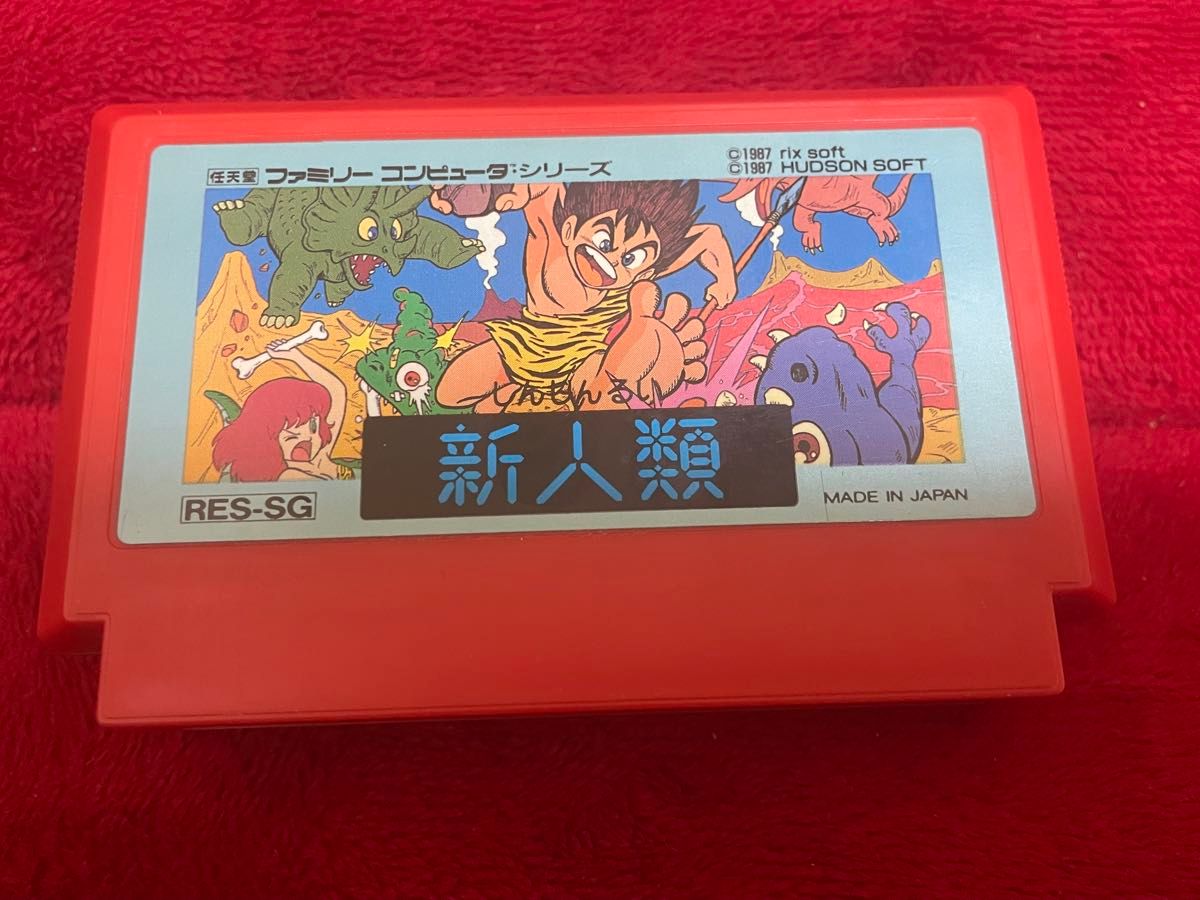 任天堂 ファミリー コンピュータ™シリーズ
©1987 rix soft
©1987 HUDSON SOFT
しんじんるい
新人類
RES-SG
MADE IN JAPAN